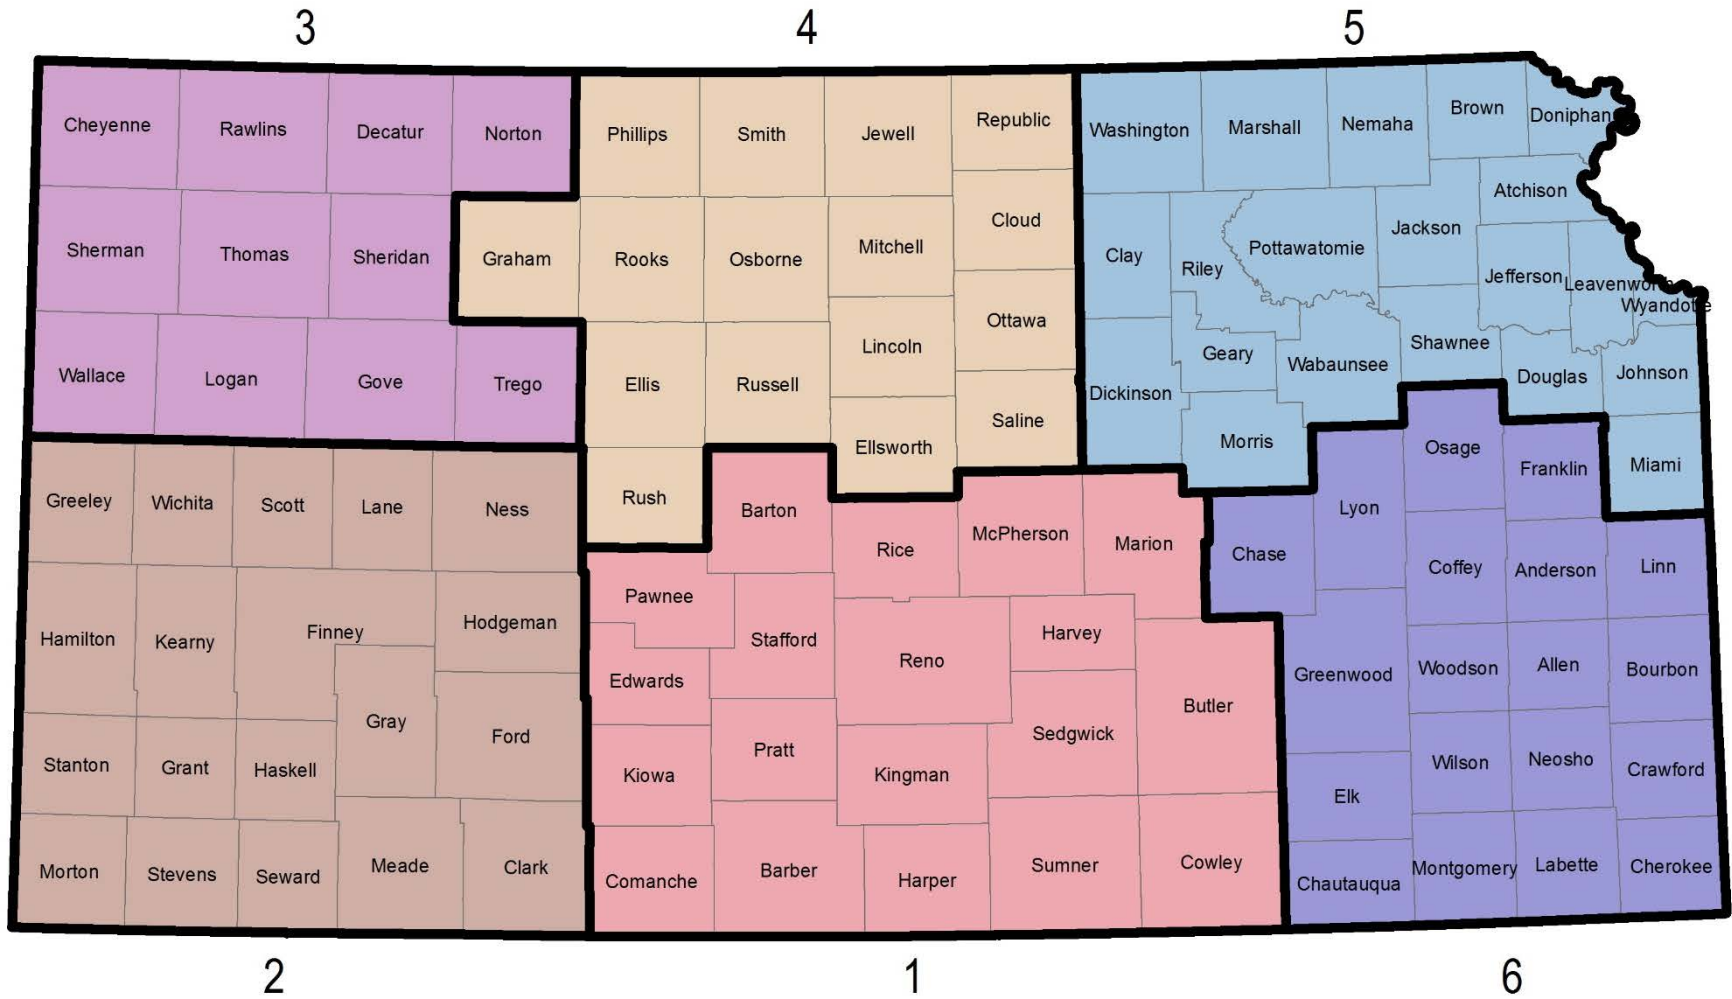 3 4 5
Cheyenne Rawlins Decatur Norton
Phillips Smith Jewell Republic
Washington Marshall Nemaha Brown Doniphan
Atchison
Sherman Thomas Sheridan Graham
Rooks Osborne Mitchell Cloud
Clay Riley Pottawatomie Jackson Jefferson Leavenworth
Wyandotte
Wallace Logan Gove Trego
Ellis Russell Lincoln Ottawa
Ellsworth Saline
Dickinson Geary Wabaunsee Shawnee Douglas Johnson
Morris Miami
Greeley Wichita Scott Lane Ness
Rush Barton Rice McPherson Marion
Chase Lyon Osage Franklin
Coffey Anderson Linn
Hamilton Kearny Finney Hodgeman
Pawnee Stafford Reno Harvey
Edwards Sedgwick Butler
Greenwood Woodson Allen Bourbon
Stanton Grant Haskell Gray Ford
Kiowa Pratt Kingman
Elk Wilson Neosho Crawford
Morton Stevens Seward Meade Clark
Comanche Barber Harper Sumner Cowley
Chautauqua Montgomery Labette Cherokee
2 1 6